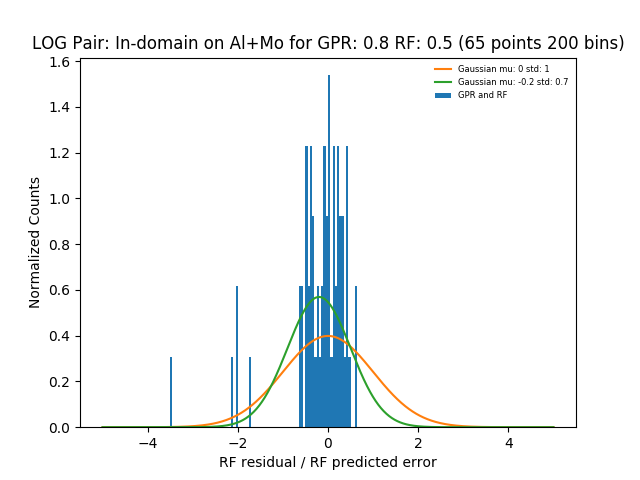 LOG Pair: In-domain on Al+Mo for GPR: 0.8 RF: 0.5 (65 points 200 bins)
Gaussian mu: 0 std: 1
Gaussian mu: -0.2 std: 0.7
GPR and RF
Normalized Counts
1.6
1.4
1.2
1.0
0.8
0.6
0.4
0.2
0.0
−4 −2 0 2 4
RF residual / RF predicted error